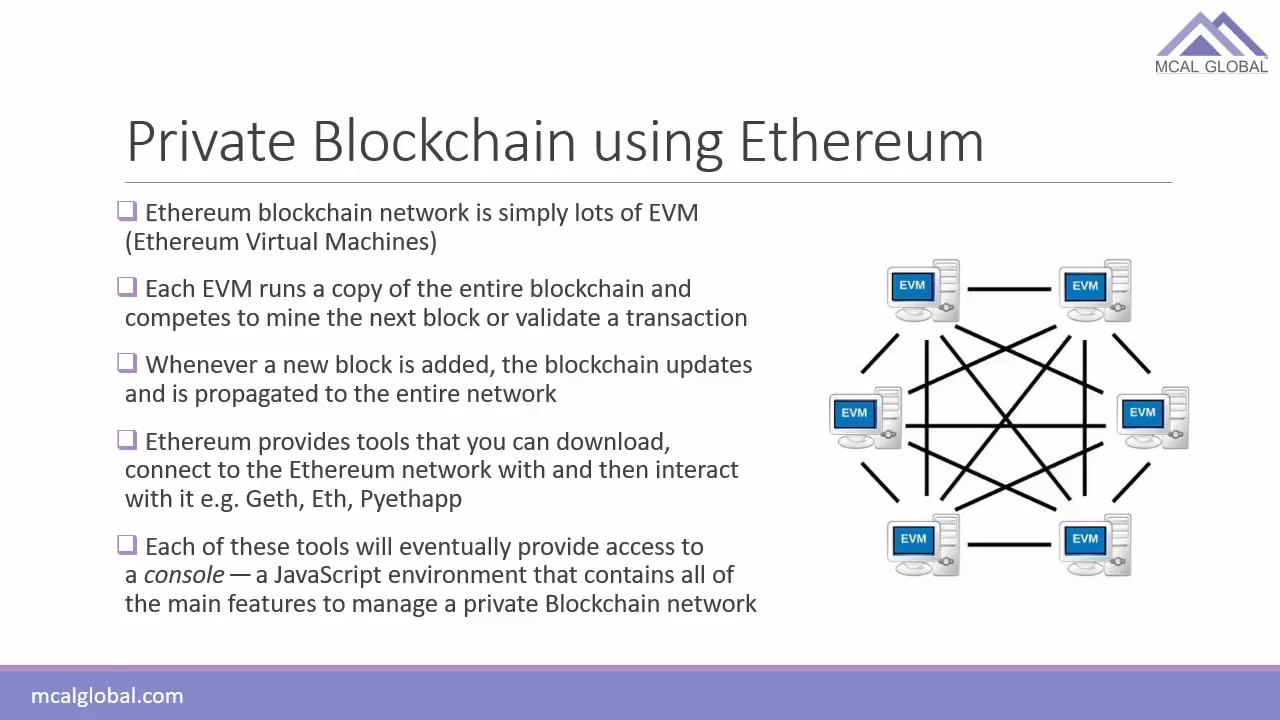 MCAL GLOBAL
Private Blockchain using Ethereum
Ethereum blockchain network is simply lots of EVM
(Ethereum Virtual Machines)
Each EVM runs a copy of the entire blockchain and
competes to mine the next block or validate a transaction
Whenever a new block is added, the blockchain updates
and is propagated to the entire network
Ethereum provides tools that you can download,
connect to the Ethereum network with and then interact
with it e.g. Geth, Eth, Pyethapp
Each of these tools will eventually provide access to
a console — a JavaScript environment that contains all of
the main features to manage a private Blockchain network
EVM
EVM
EVM
EVM
EVM
EVM
mcalglobal.com